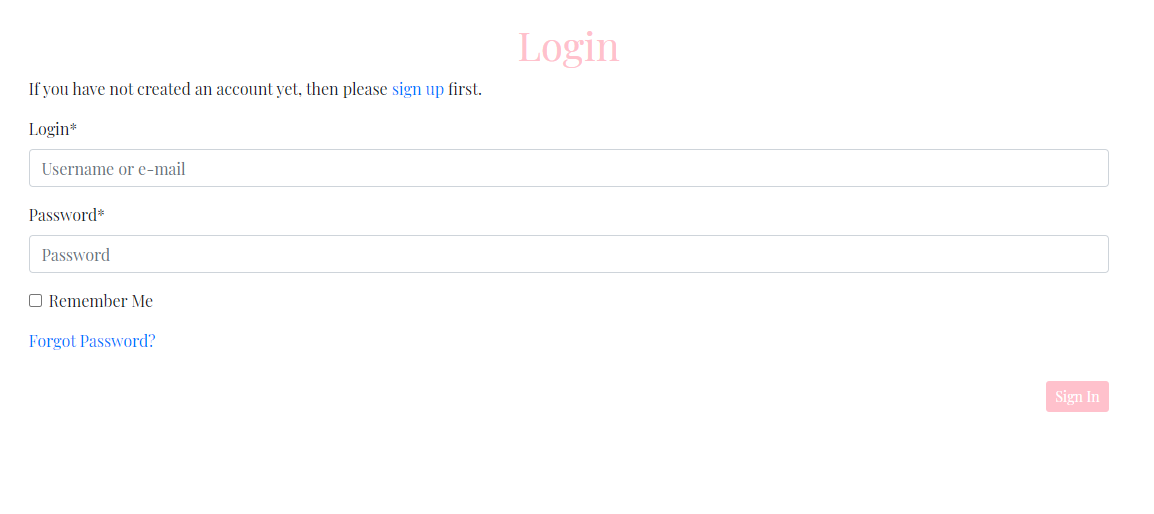 Login
If you have not created an account yet, then please sign up first.
Login*
Username or e-mail
Password*
Password
Remember Me
Forgot Password?
Sign In